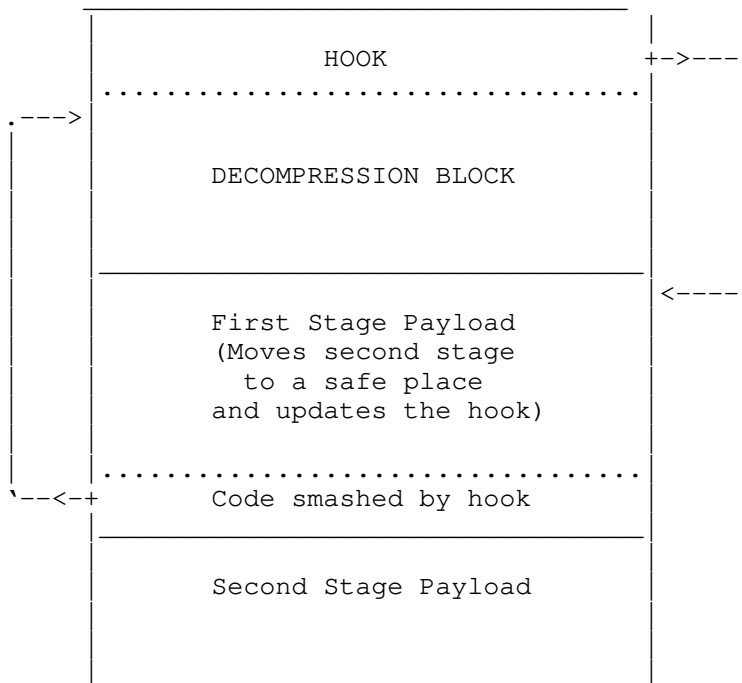 HOOK
DECOMPRESSION BLOCK
First Stage Payload
(Moves second stage
to a safe place
and updates the hook)
Code smashed by hook
Second Stage Payload